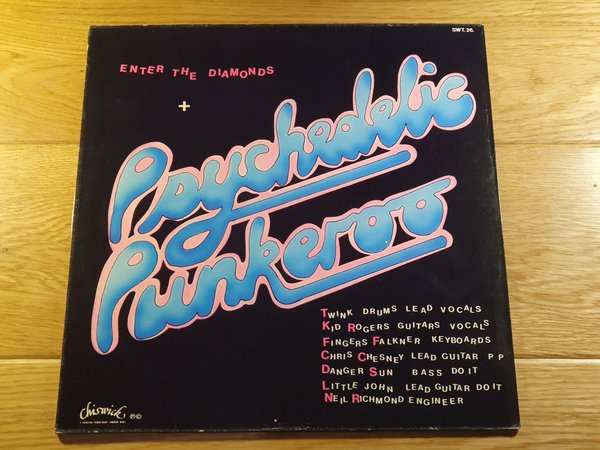 SWT. 26.
ENTER THE DIAMONDS
+
Psychedelic
Punkeroo
TWINK DRUMS LEAD VOCALS
KID ROGERS GUITARS VOCALS
FINGERS FALKNER KEYBOARDS
CHRIS CHESNEY LEAD GUITAR P P
DANGER SUN BASS DO IT
LITTLE JOHN LEAD GUITAR DO IT
NEIL RICHMOND ENGINEER
Chiswick ℗©